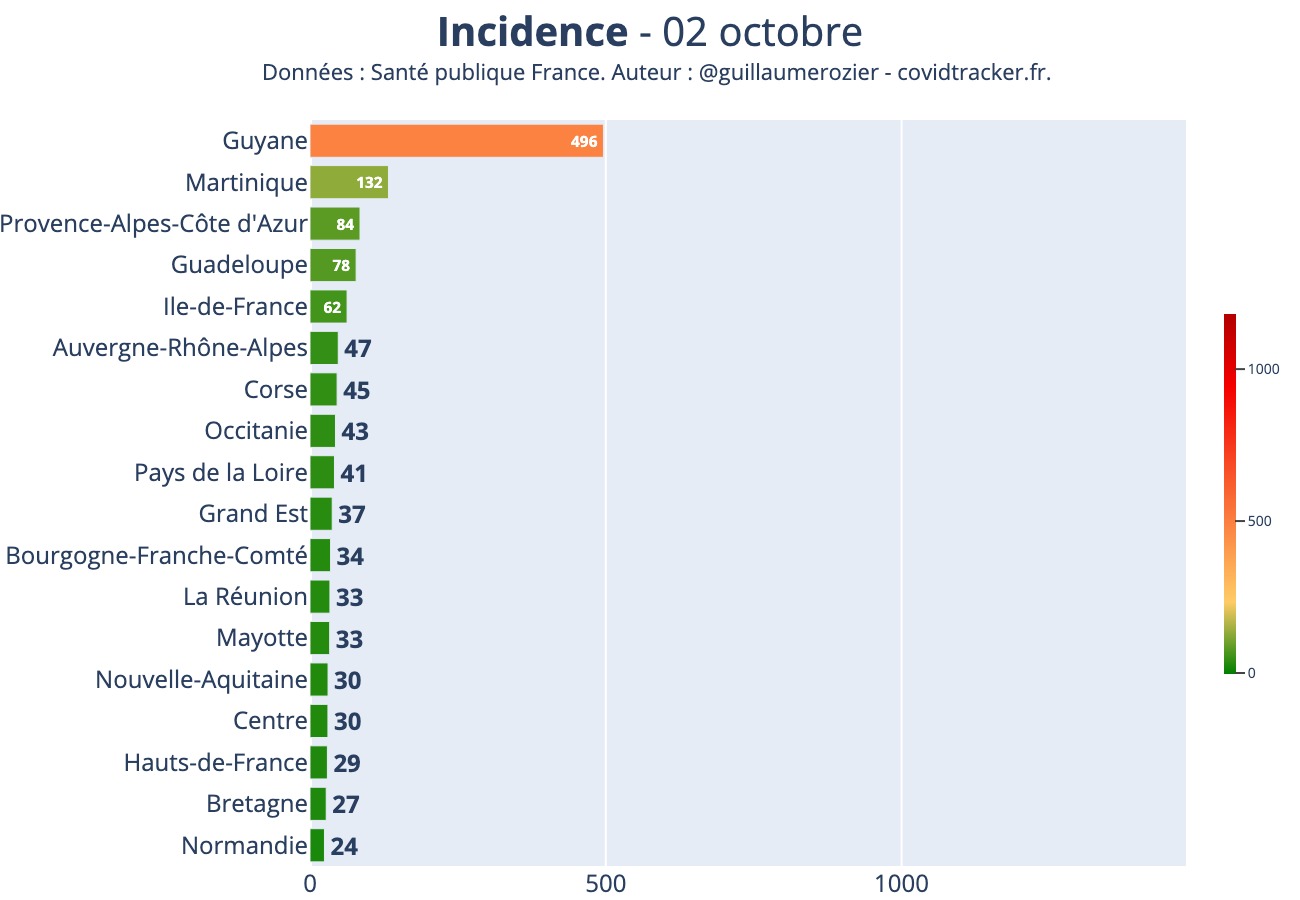 Incidence - 02 octobre
Données : Santé publique France. Auteur : @guillaumerozier - covidtracker.fr.
Guyane 496
Martinique 132
Provence-Alpes-Côte d'Azur 84
Guadeloupe 78
Ile-de-France 62
Auvergne-Rhône-Alpes 47
Corse 45
Occitanie 43
Pays de la Loire 41
Grand Est 37
Bourgogne-Franche-Comté 34
La Réunion 33
Mayotte 33
Nouvelle-Aquitaine 30
Centre 30
Hauts-de-France 29
Bretagne 27
Normandie 24
0 500 1000
1000
500
0